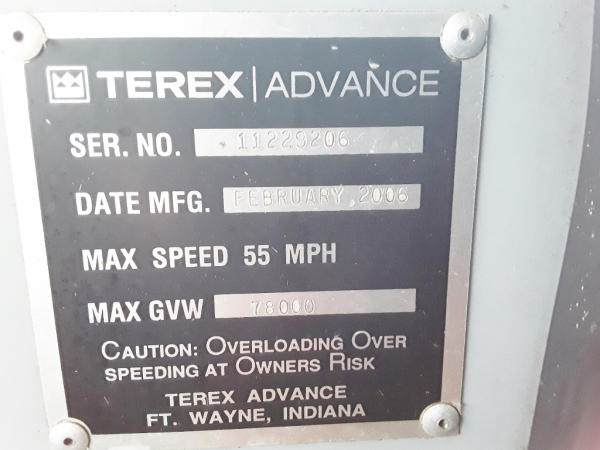 TEREX | ADVANCE
SER. NO. 11229206
DATE MFG. FEBRUARY, 2006
MAX SPEED 55 MPH
MAX GVW 78000
CAUTION: OVERLOADING OVER
SPEEDING AT OWNERS RISK
TEREX ADVANCE
FT. WAYNE, INDIANA